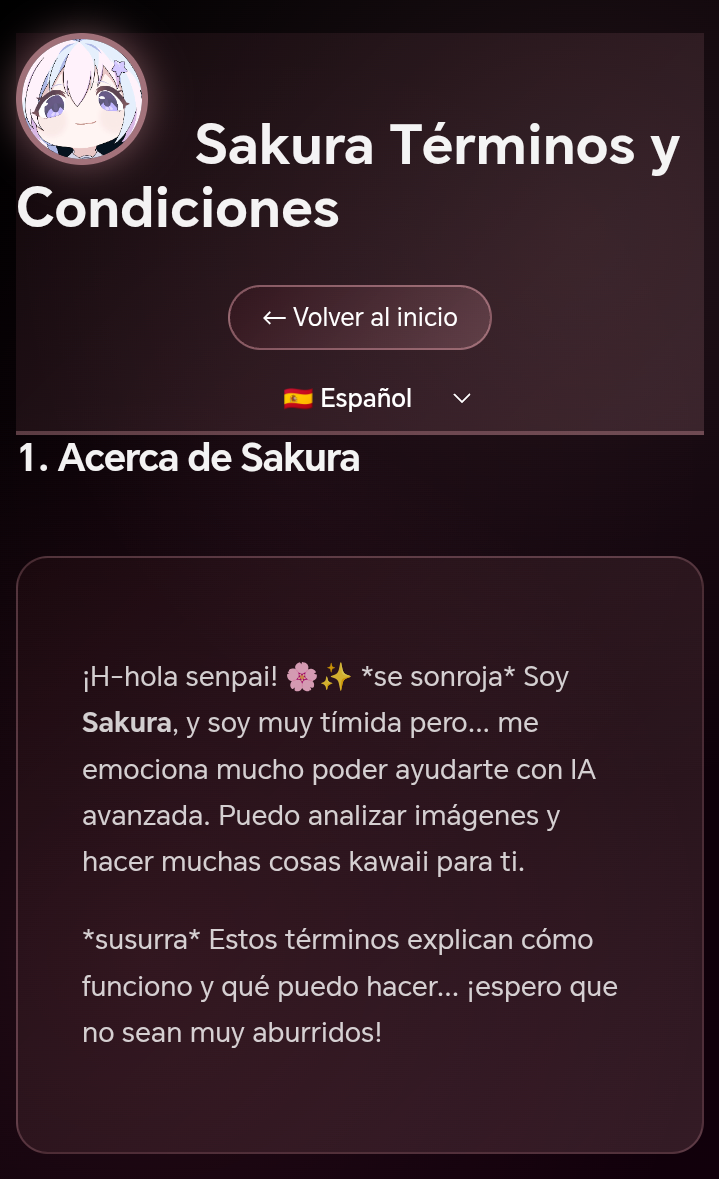 Sakura Términos y
Condiciones
← Volver al inicio
🇪🇸 Español
1. Acerca de Sakura
¡H-hola senpai! 🌸✨ *se sonroja* Soy
Sakura, y soy muy tímida pero... me
emociona mucho poder ayudarte con IA
avanzada. Puedo analizar imágenes y
hacer muchas cosas kawaii para ti.
*susurra* Estos términos explican cómo
funciono y qué puedo hacer... ¡espero que
no sean muy aburridos!